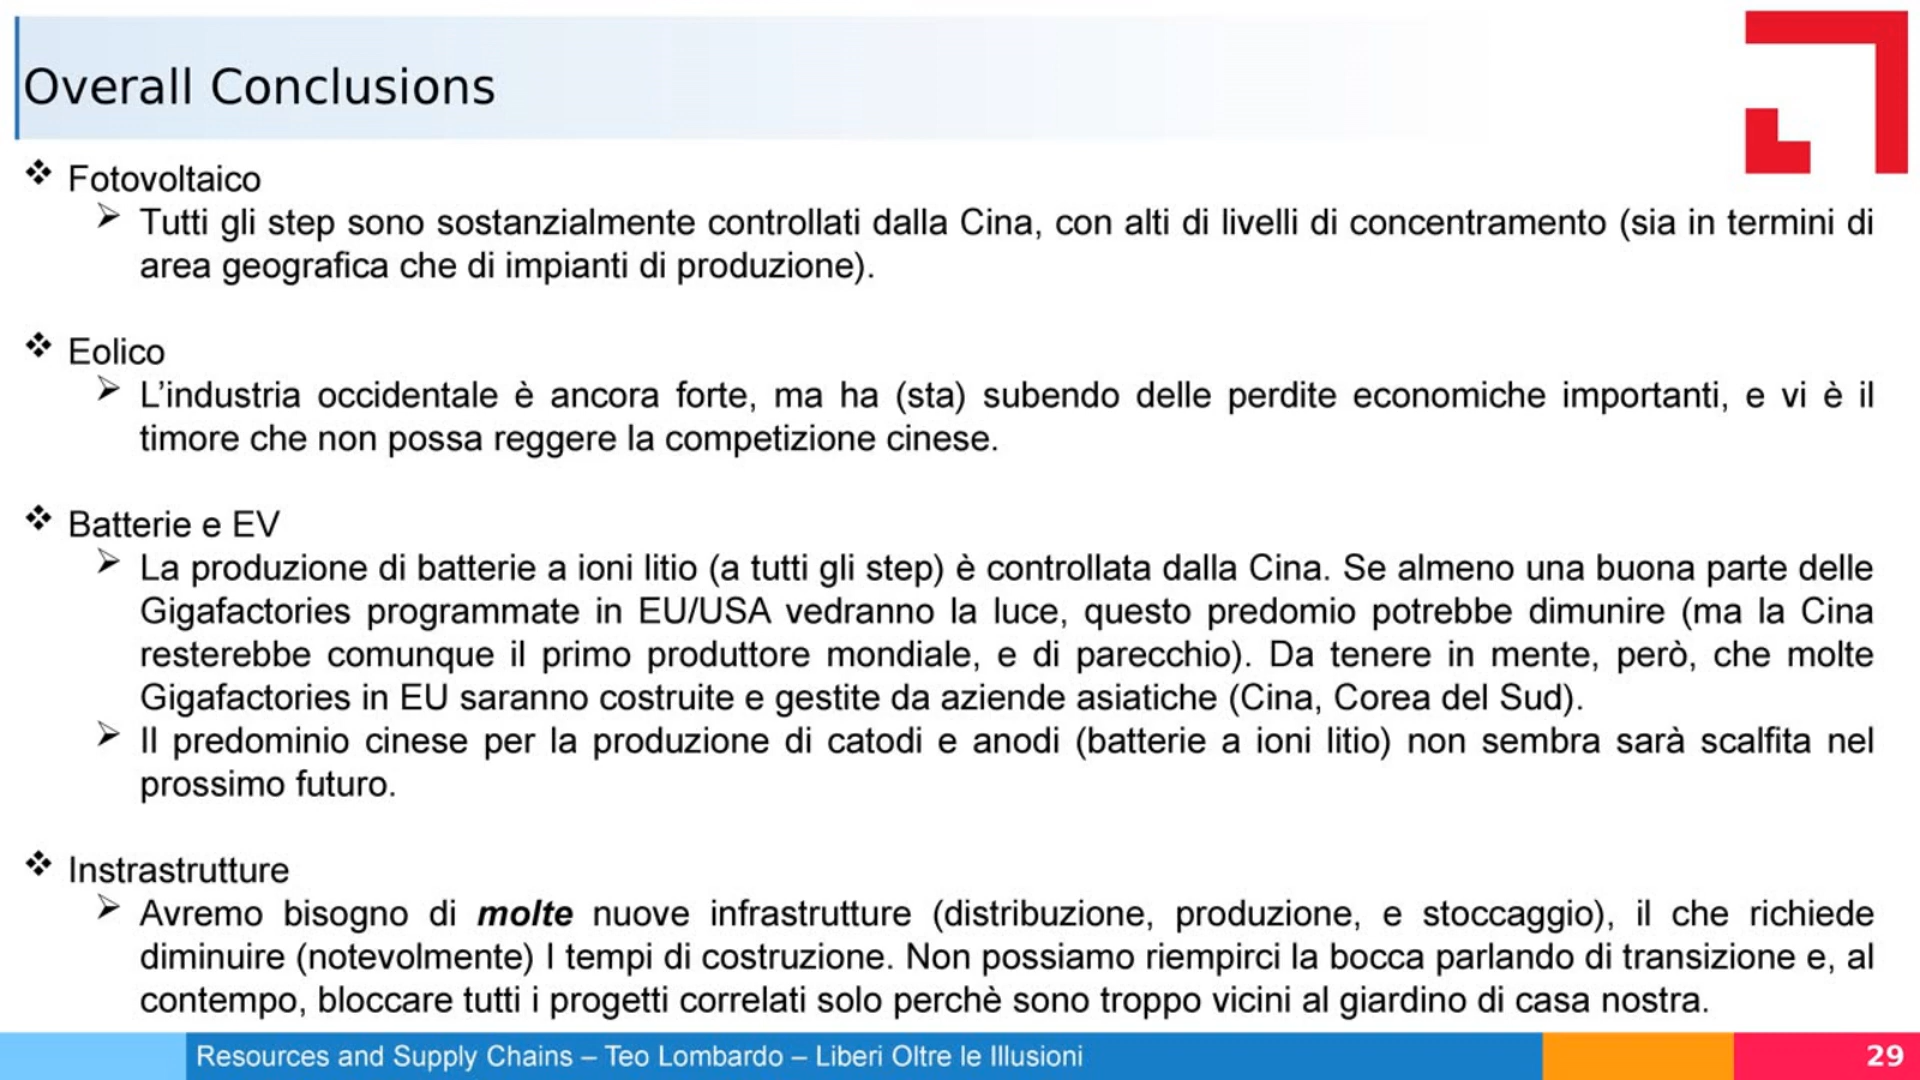 Overall Conclusions
Fotovoltaico
Tutti gli step sono sostanzialmente controllati dalla Cina, con alti di livelli di concentramento (sia in termini di
area geografica che di impianti di produzione).
Eolico
L’industria occidentale è ancora forte, ma ha (sta) subendo delle perdite economiche importanti, e vi è il
timore che non possa reggere la competizione cinese.
Batterie e EV
La produzione di batterie a ioni litio (a tutti gli step) è controllata dalla Cina. Se almeno una buona parte delle
Gigafactories programmate in EU/USA vedranno la luce, questo predomio potrebbe dimunire (ma la Cina
resterebbe comunque il primo produttore mondiale, e di parecchio). Da tenere in mente, però, che molte
Gigafactories in EU saranno costruite e gestite da aziende asiatiche (Cina, Corea del Sud).
Il predominio cinese per la produzione di catodi e anodi (batterie a ioni litio) non sembra sarà scalfita nel
prossimo futuro.
Instrastrutture
Avremo bisogno di molte nuove infrastrutture (distribuzione, produzione, e stoccaggio), il che richiede
diminuire (notevolmente) I tempi di costruzione. Non possiamo riempirci la bocca parlando di transizione e, al
contempo, bloccare tutti i progetti correlati solo perchè sono troppo vicini al giardino di casa nostra.
Resources and Supply Chains – Teo Lombardo – Liberi Oltre le Illusioni
29